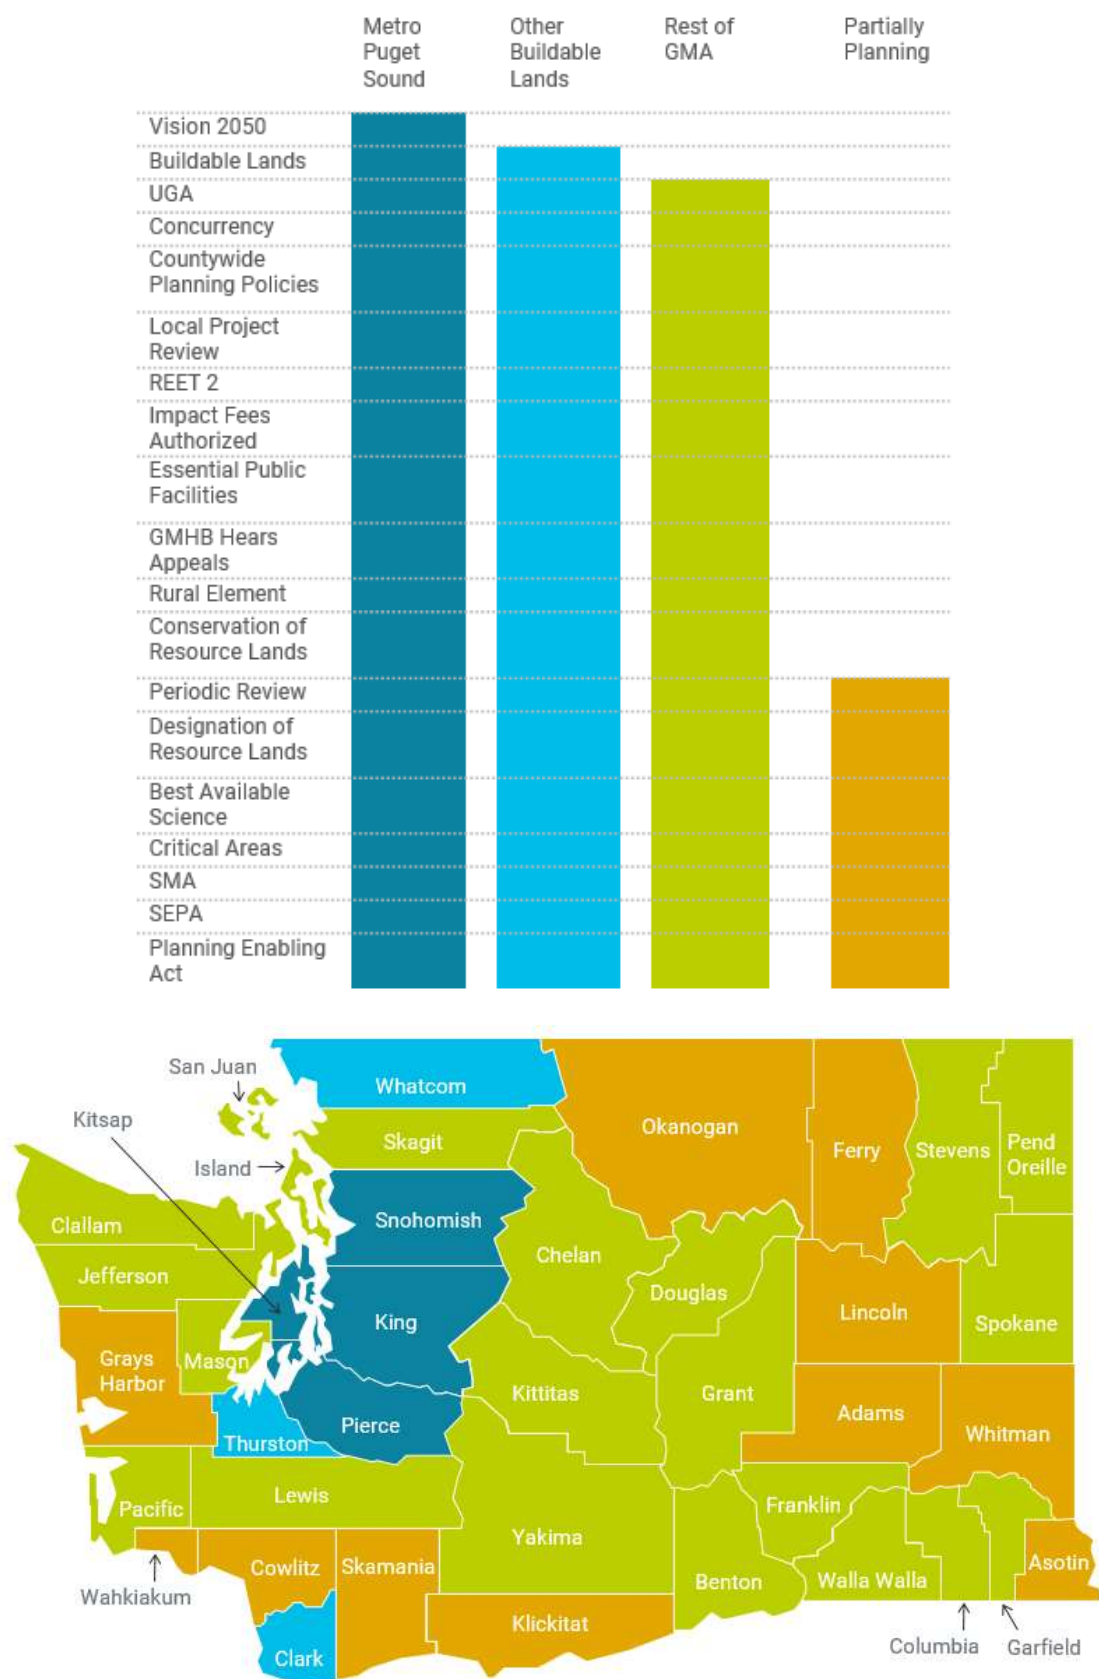 Metro
Puget
Sound
Other
Buildable
Lands
Rest of
GMA
Partially
Planning
Vision 2050
Buildable Lands
UGA
Concurrency
Countywide
Planning Policies
Local Project
Review
REET 2
Impact Fees
Authorized
Essential Public
Facilities
GMHB Hears
Appeals
Rural Element
Conservation of
Resource Lands
Periodic Review
Designation of
Resource Lands
Best Available
Science
Critical Areas
SMA
SEPA
Planning Enabling
Act
San Juan
Whatcom
Kitsap
Okanogan
Skagit
Ferry
Stevens
Pend
Oreille
Island
Snohomish
Clallam
Chelan
Jefferson
Douglas
Lincoln
King
Spokane
Grays
Harbor
Mason
Kittitas
Grant
Adams
Pierce
Whitman
Thurston
Lewis
Pacific
Franklin
Yakima
Cowlitz
Skamania
Asotin
Wahkiakum
Benton
Walla Walla
Klickitat
Columbia
Garfield
Clark